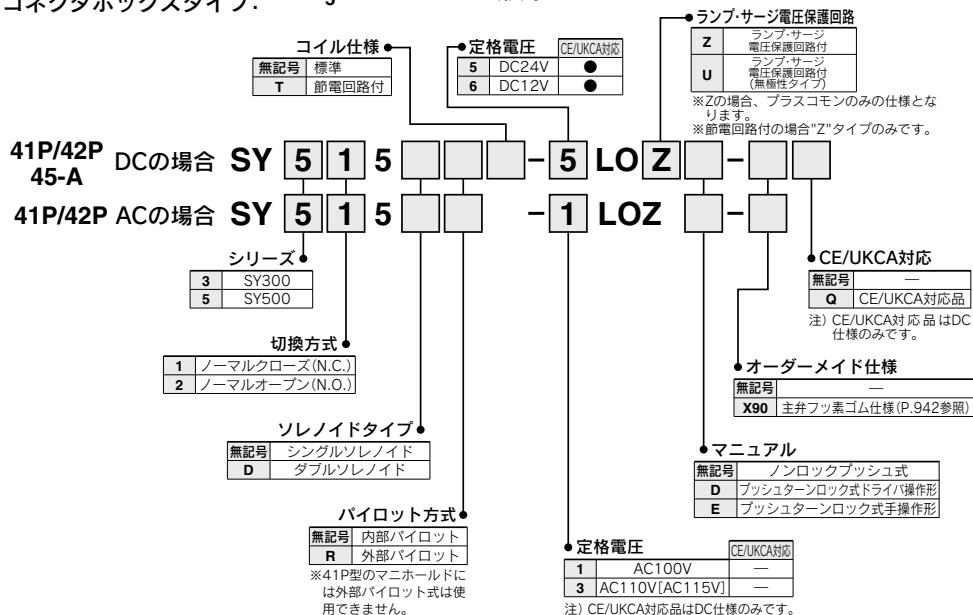 コネクタボックスタイプ:
ランプ・サージ電圧保護回路
Z ランプ・サージ
電圧保護回路付
U ランプ・サージ
電圧保護回路付
(無極性タイプ)
※Zの場合、プラスコモンのみの仕様とな
ります。
※節電回路付の場合"Z"タイプのみです。
コイル仕様
無記号 標準
T 節電回路付
定格電圧 CE/UKCA対応
5 DC24V ●
6 DC12V ●
41P/42P
45-A
DCの場合 SY 5 1 5 □ □ □ - 5 LO Z □ - □ □
41P/42P ACの場合 SY 5 1 5 □ □ - 1 LOZ □ - □
シリーズ
3 SY300
5 SY500
切換方式
1 ノーマルクローズ(N.C.)
2 ノーマルオープン(N.O.)
ソレノイドタイプ
無記号 シングルソレノイド
D ダブルソレノイド
パイロット方式
無記号 内部パイロット
R 外部パイロット
※41P型のマニホールドに
は外部パイロット式は使
用できません。
定格電圧 CE/UKCA対応
1 AC100V —
3 AC110V[AC115V] —
注) CE/UKCA対応品はDC仕様のみです。
CE/UKCA対応
無記号 —
Q CE/UKCA対応品
注) CE/UKCA対応品はDC
仕様のみです。
オーダーメイド仕様
無記号 —
X90 主弁フッ素ゴム仕様(P.942参照)
マニュアル
無記号 ノンロックプッシュ式
D プッシュターンロック式ドライバ操作形
E プッシュターンロック式手操作形